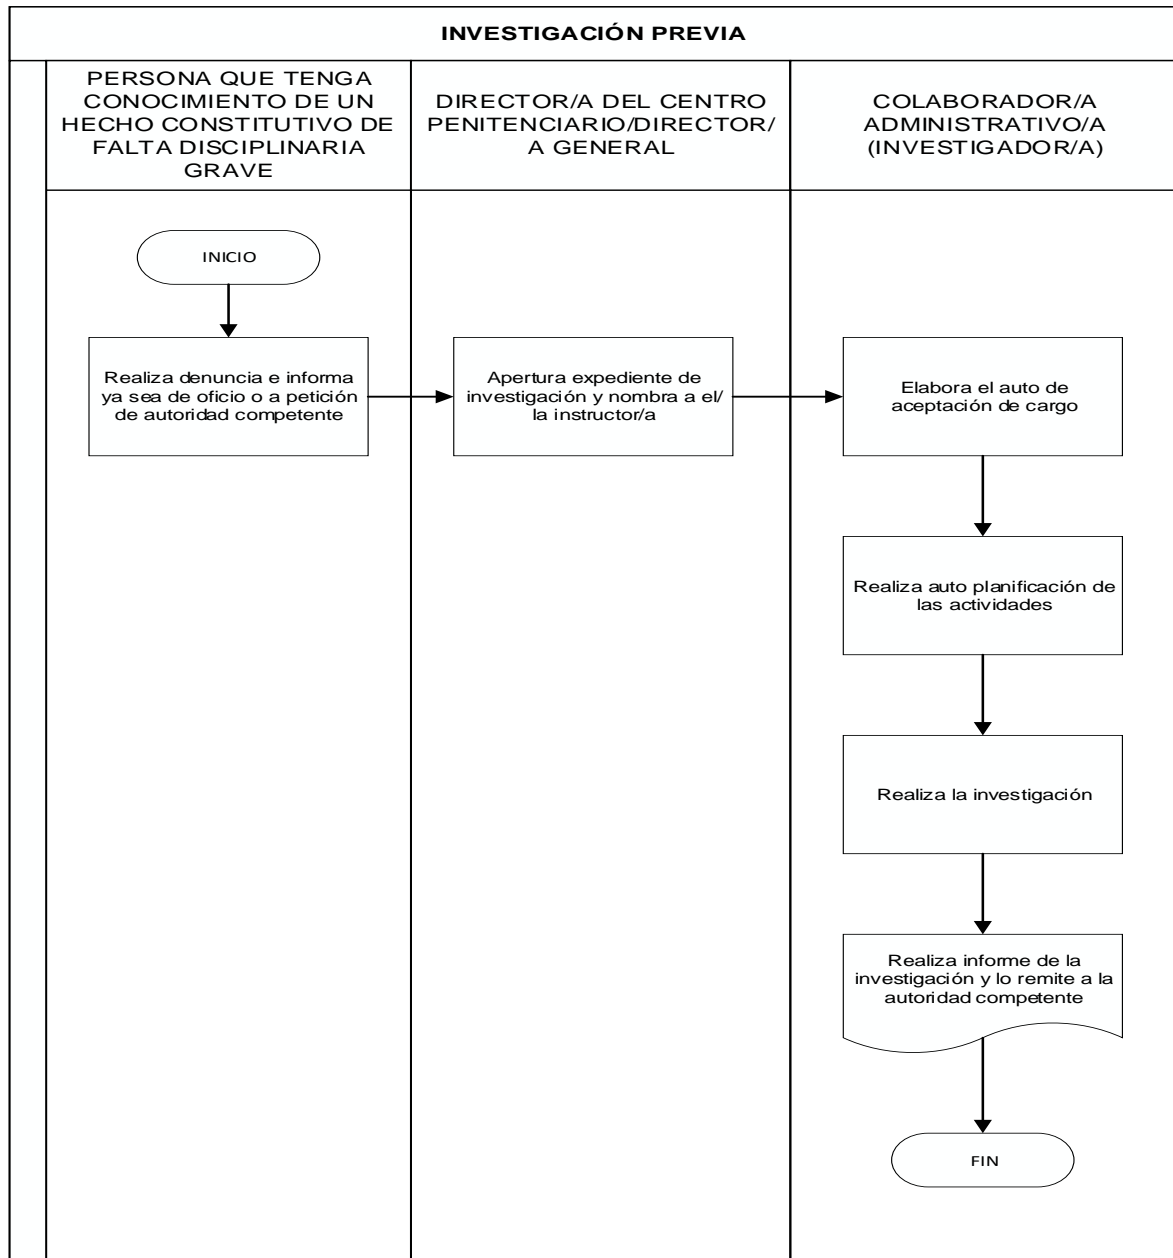 INVESTIGACIÓN PREVIA
PERSONA QUE TENGA
CONOCIMIENTO DE UN
HECHO CONSTITUTIVO DE
FALTA DISCIPLINARIA
GRAVE
DIRECTOR/A DEL CENTRO
PENITENCIARIO/DIRECTOR/
A GENERAL
COLABORADOR/A
ADMINISTRATIVO/A
(INVESTIGADOR/A)
INICIO
Realiza denuncia e informa
ya sea de oficio o a petición
de autoridad competente
Apertura expediente de
investigación y nombra a el/
la instructor/a
Elabora el auto de
aceptación de cargo
Realiza auto planificación de
las actividades
Realiza la investigación
Realiza informe de la
investigación y lo remite a la
autoridad competente
FIN